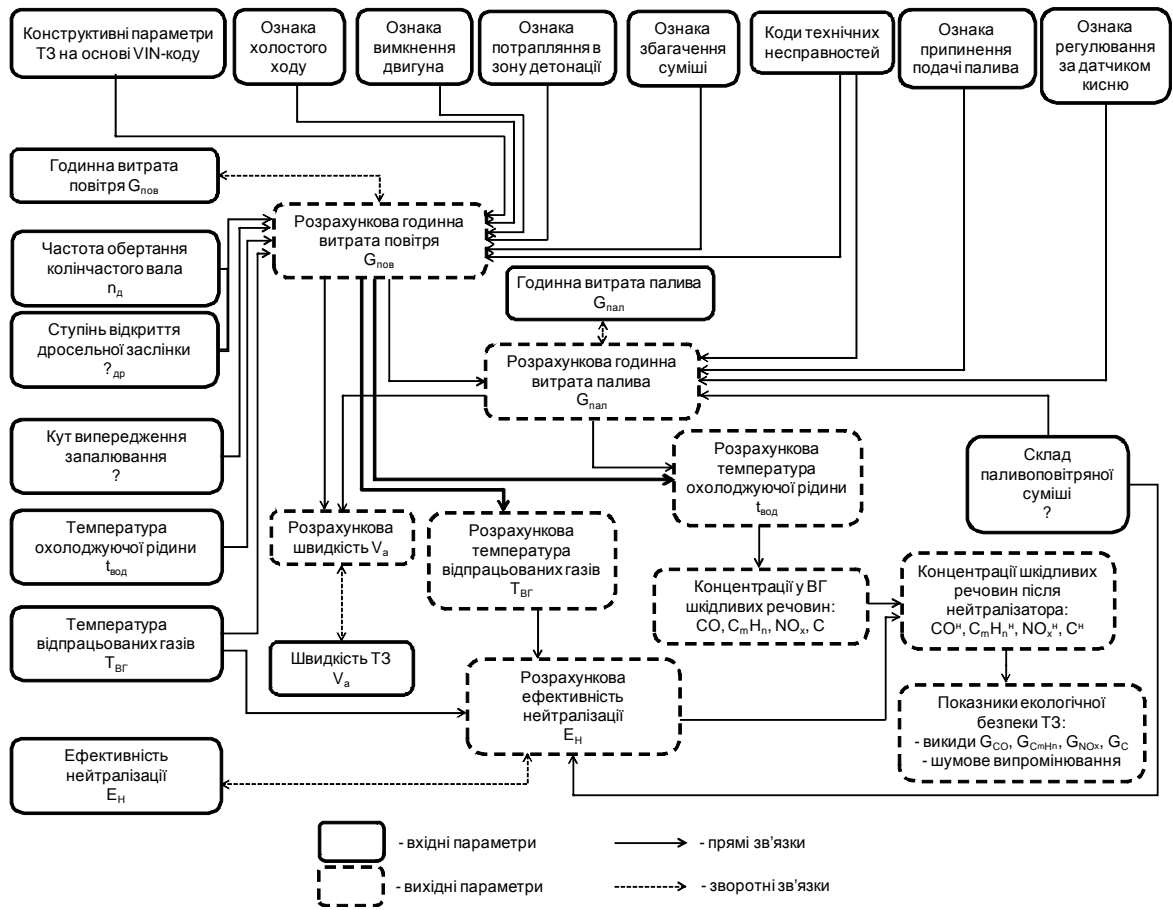 Конструктивні параметри
ТЗ на основі VIN-коду
Ознака
холостого
ходу
Ознака
вимкнення
двигуна
Ознака
потрапляння в
зону детонації
Ознака
збагачення
суміші
Коди технічних
несправностей
Ознака
припинення
подачі палива
Ознака
регулювання
за датчиком
кисню
Годинна витрата
повітря Gпов
Розрахункова годинна
витрата повітря
Gпов
Частота обертання
колінчастого вала
nд
Годинна витрата палива
Gпал
Ступінь відкриття
дросельної заслінки
?др
Розрахункова годинна
витрата палива
Gпал
Кут випередження
запалювання
?
Розрахункова
температура
охолоджуючої рідини
tвод
Склад
паливоповітряної
суміші
?
Температура
охолоджуючої рідини
tвод
Розрахункова
швидкість Va
Розрахункова
температура
відпрацьованих газів
TВГ
Концентрації у ВГ
шкідливих речовин:
CO, CmHn, NOx, C
Концентрації шкідливих
речовин після
нейтралізатора:
COн, CmHnн, NOxн, Cн
Температура
відпрацьованих газів
TВГ
Швидкість ТЗ
Va
Розрахункова
ефективність
нейтралізації
EН
Показники екологічної
безпеки ТЗ:
- викиди GCO, GCmHn, GNOx, GC
- шумове випромінювання
Ефективність
нейтралізації
EН
- вхідні параметри
- прямі зв'язки
- вихідні параметри
- зворотні зв'язки